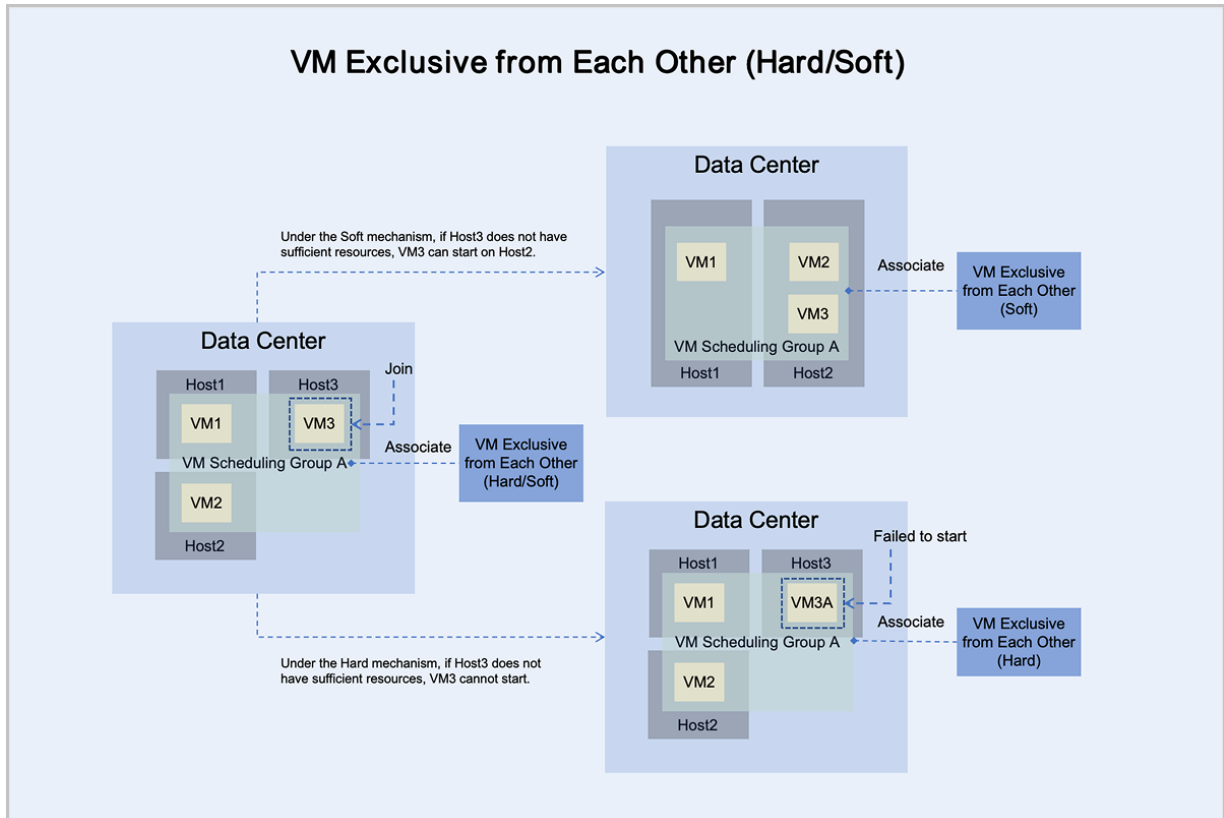 VM Exclusive from Each Other (Hard/Soft)
Under the Soft mechanism, if Host3 does not have
sufficient resources, VM3 can start on Host2.
Data Center
Host1
Host3
Join
VM1
VM3
Associate
VM Scheduling Group A
VM Exclusive
from Each Other
(Hard/Soft)
VM2
Host2
Data Center
VM1
VM2
Associate
VM3
VM Scheduling Group A
Host1
Host2
VM Exclusive
from Each Other
(Soft)
Under the Hard mechanism, if Host3 does not
have sufficient resources, VM3 cannot start.
Data Center
Failed to start
Host1
Host3
VM1
VM3A
Associate
VM Scheduling Group A
VM2
Host2
VM Exclusive
from Each Other
(Hard)